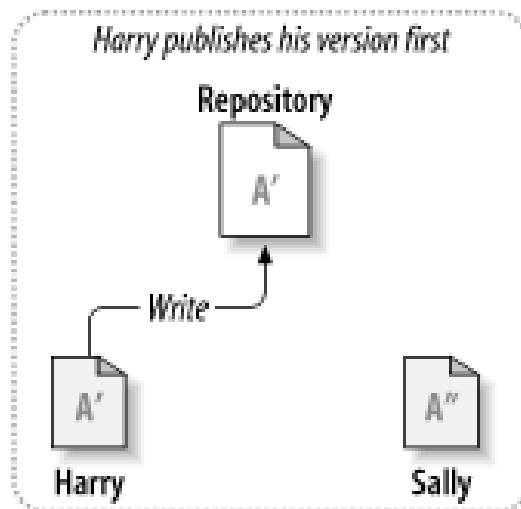 Harry publishes his version first
Repository
A'
Write
A'
A"
Harry
Sally